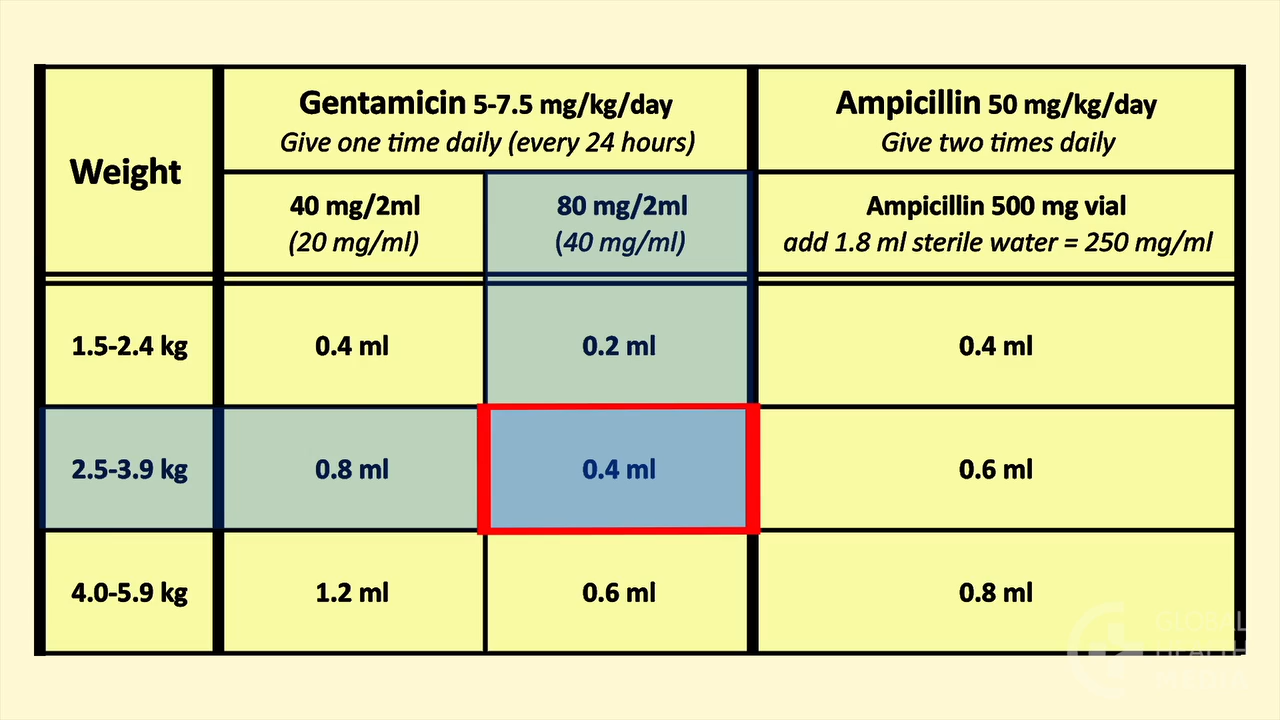 Weight
Gentamicin 5-7.5 mg/kg/day
Give one time daily (every 24 hours)
Ampicillin 50 mg/kg/day
Give two times daily
40 mg/2ml
(20 mg/ml)
80 mg/2ml
(40 mg/ml)
Ampicillin 500 mg vial
add 1.8 ml sterile water = 250 mg/ml
1.5-2.4 kg
0.4 ml
0.2 ml
0.4 ml
2.5-3.9 kg
0.8 ml
0.4 ml
0.6 ml
4.0-5.9 kg
1.2 ml
0.6 ml
0.8 ml
GLOBAL
HEALTH
MEDIA